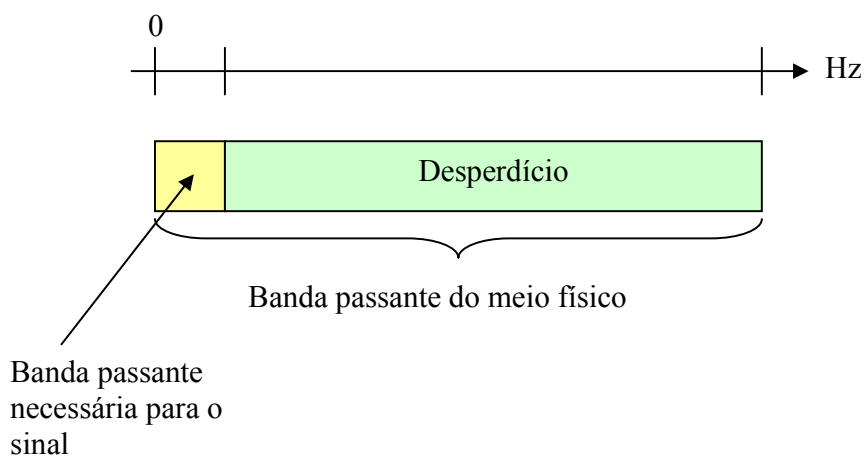 0
Hz
Desperdício
Banda passante do meio físico
Banda passante
necessária para o
sinal